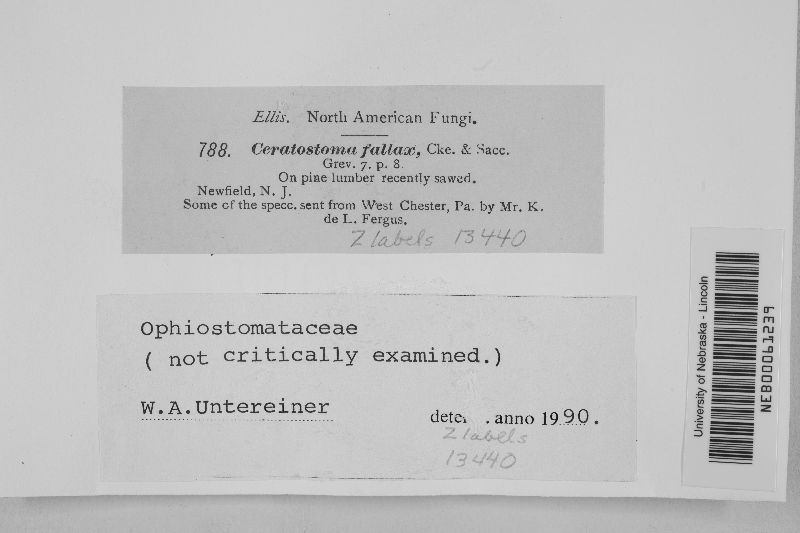 Ellis. North American Fungi.
788. Ceratostoma fallax, Cke. & Sacc.
Grev. 7. p. 8.
On pine lumber recently sawed.
Newfield, N. J.
Some of the specc. sent from West Chester, Pa. by Mr. K.
de L. Fergus.
2 labels 13440
Ophiostomataceae
( not critically examined.)
W.A.Untereiner
dete. . anno 1990.
2 labels
13440
University of Nebraska - Lincoln
NEB00061239